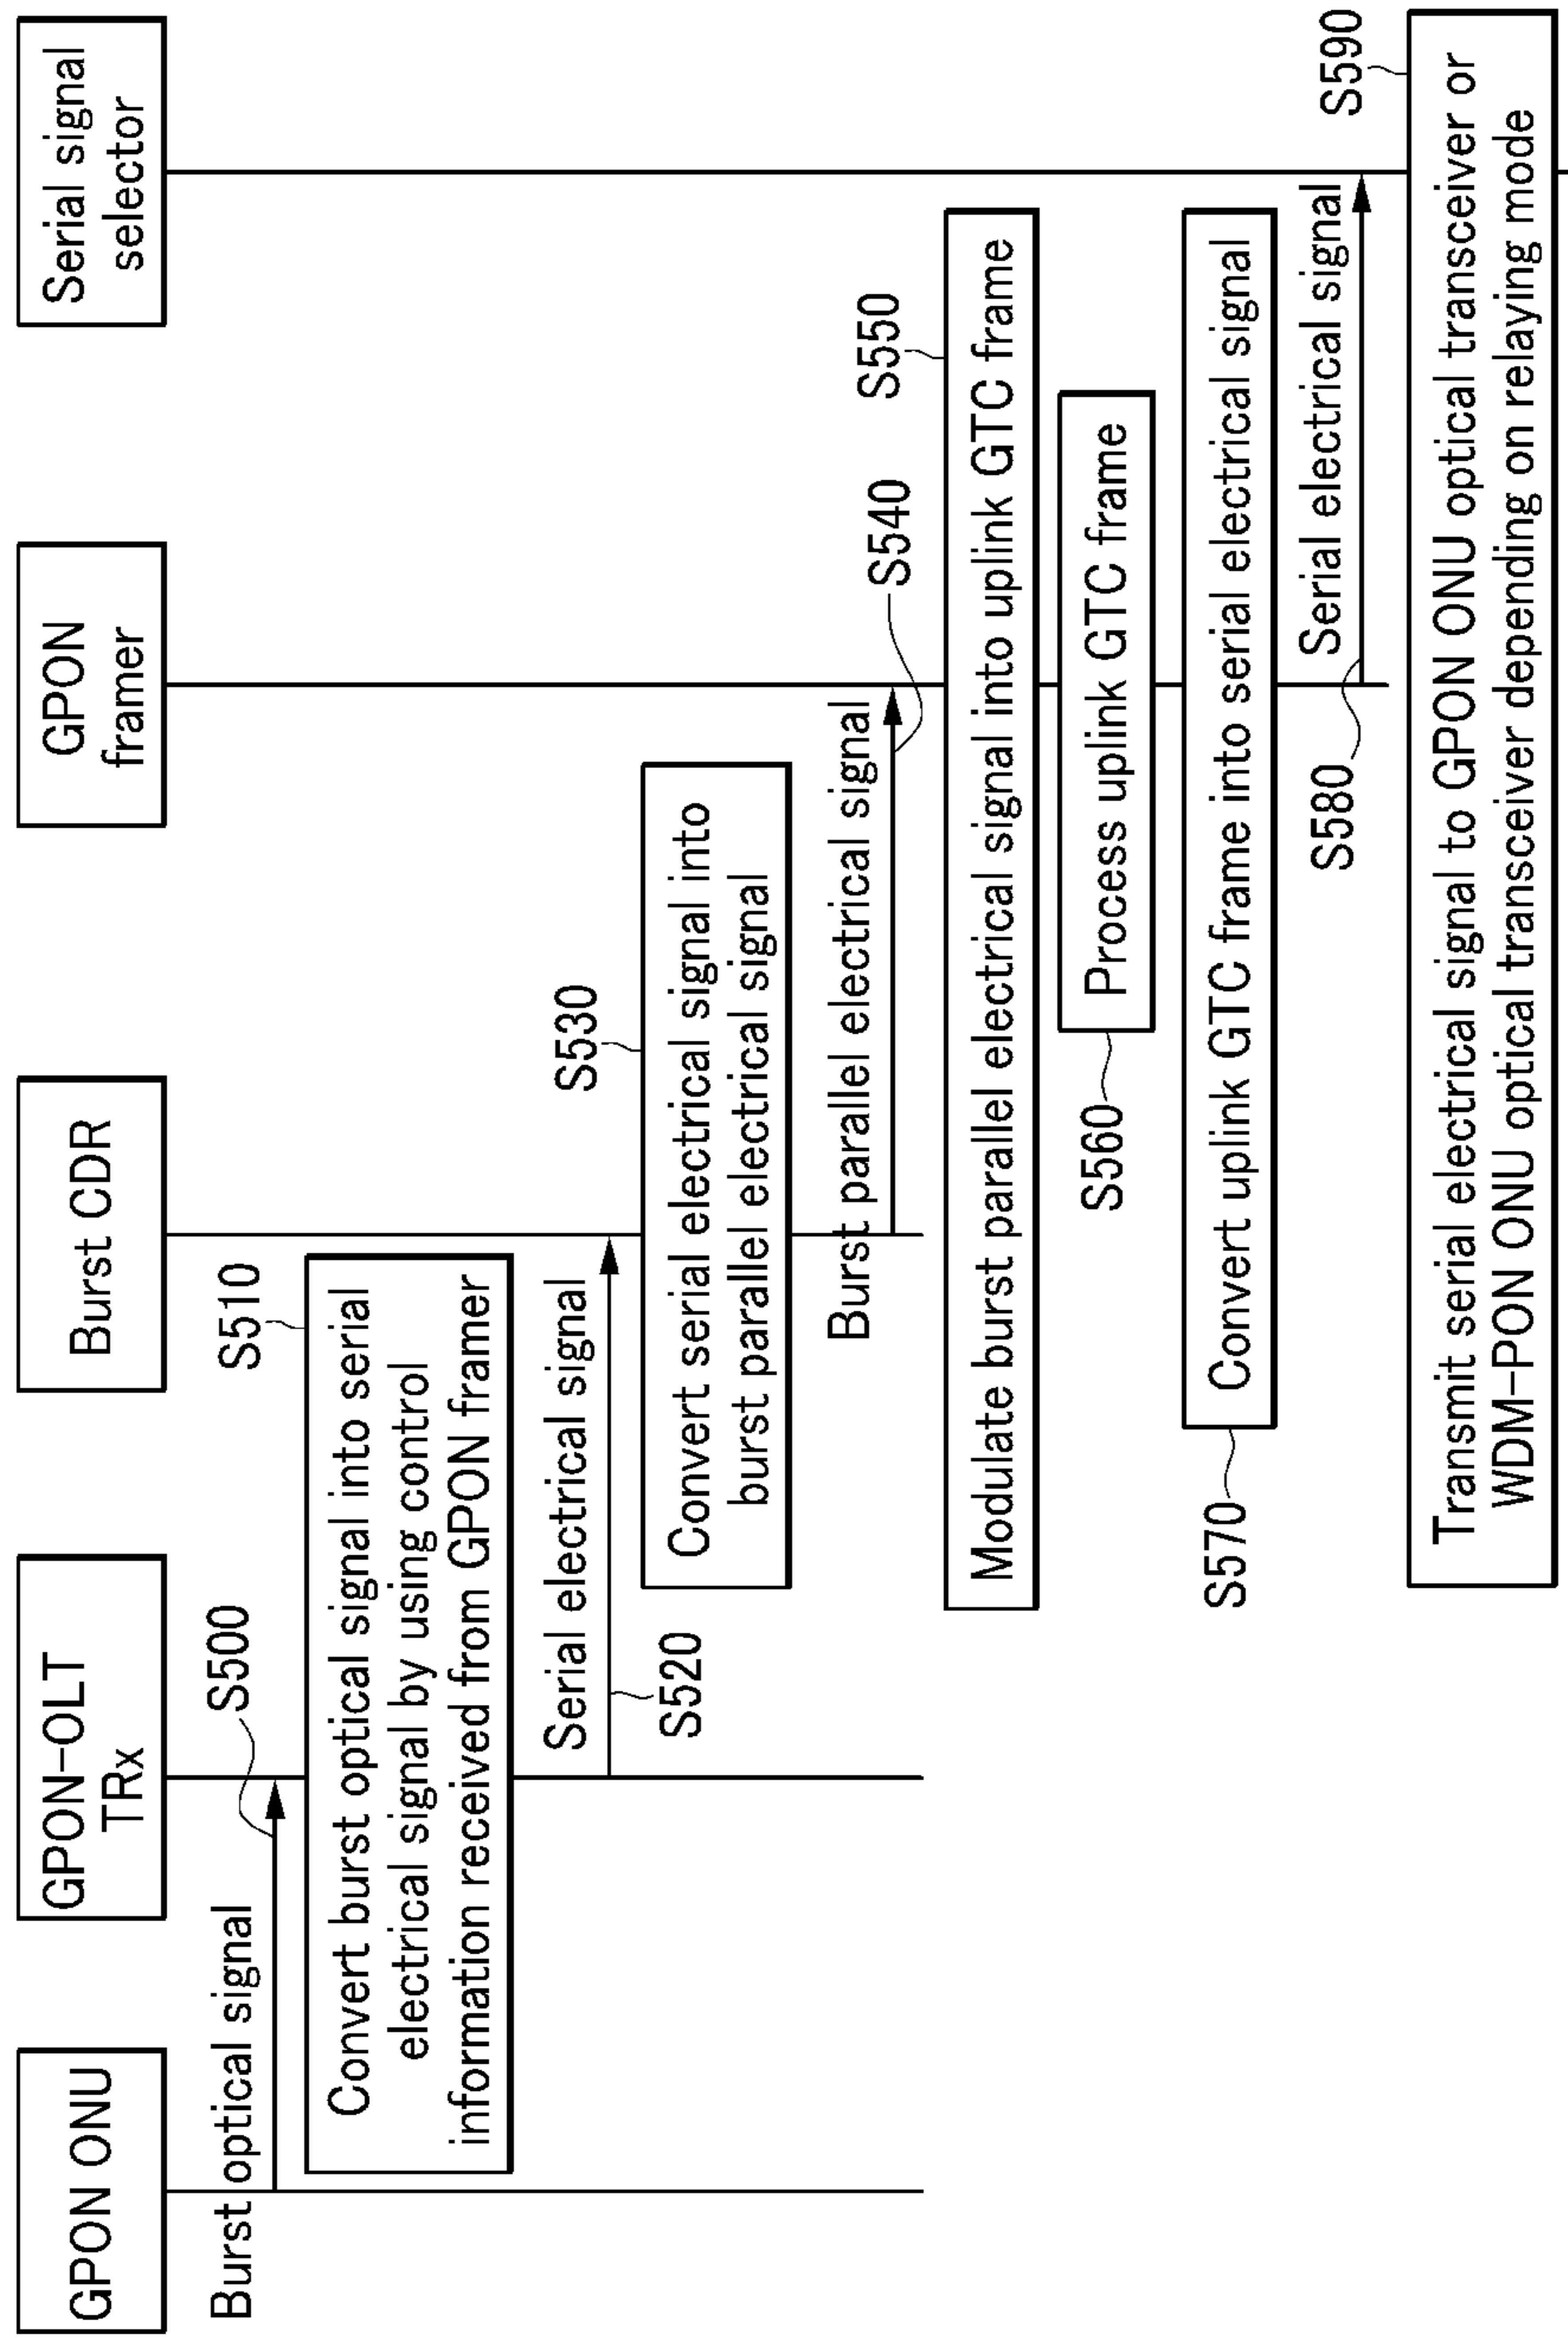 GPON ONU
GPON-OLT
TRx
Burst CDR
GPON
framer
Serial signal
selector
Burst optical signal
S500
S510
Convert burst optical signal into serial
electrical signal by using control
information received from GPON framer
Serial electrical signal
S520
S530
Convert serial electrical signal into
burst parallel electrical signal
Burst parallel electrical signal
S540
S550
Modulate burst parallel electrical signal into uplink GTC frame
Process uplink GTC frame
S560
Convert uplink GTC frame into serial electrical signal
S570
Serial electrical signal
S580
S590
Transmit serial electrical signal to GPON ONU optical transceiver or
WDM-PON ONU optical transceiver depending on relaying mode